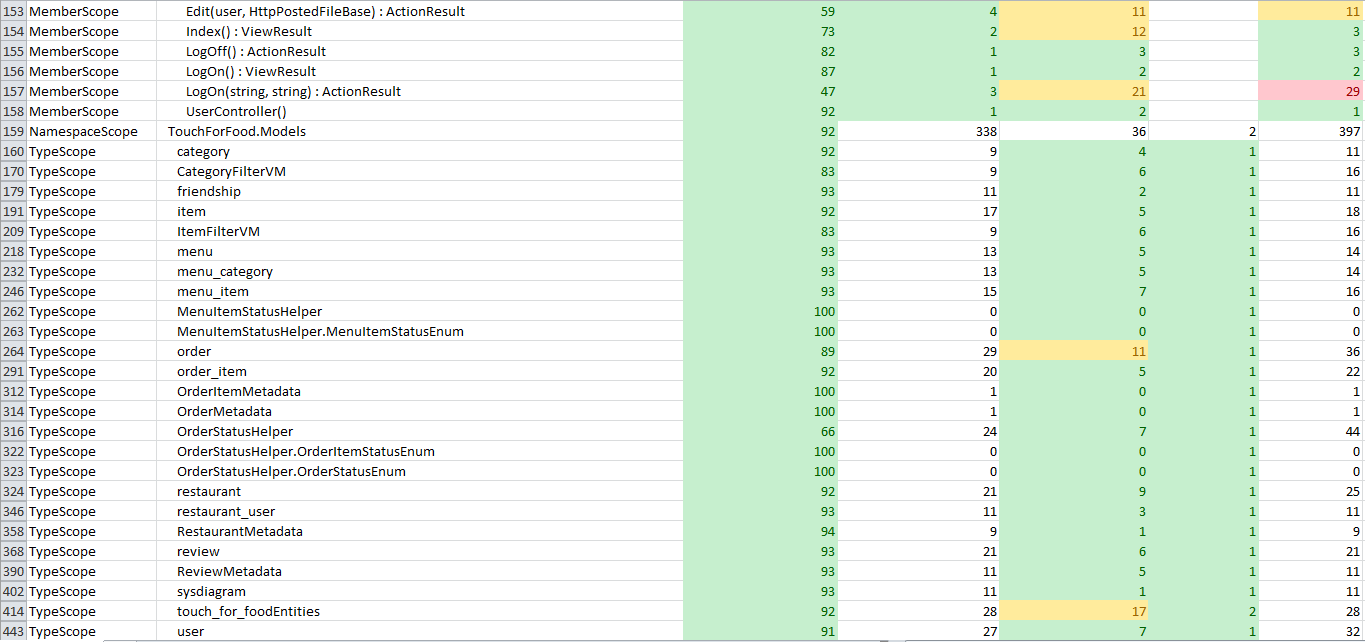 153 MemberScope Edit(user, HttpPostedFileBase) : ActionResult 59 4 11 11
154 MemberScope Index() : ViewResult 73 2 12 3
155 MemberScope LogOff() : ActionResult 82 1 3 3
156 MemberScope LogOn() : ViewResult 87 1 2 2
157 MemberScope LogOn(string, string) : ActionResult 47 3 21 29
158 MemberScope UserController() 92 1 2 1
159 NamespaceScope TouchForFood.Models 92 338 36 2 397
160 TypeScope category 92 9 4 1 11
170 TypeScope CategoryFilterVM 83 9 6 1 16
179 TypeScope friendship 93 11 2 1 11
191 TypeScope item 92 17 5 1 18
209 TypeScope ItemFilterVM 83 9 6 1 16
218 TypeScope menu 93 13 5 1 14
232 TypeScope menu_category 93 13 5 1 14
246 TypeScope menu_item 93 15 7 1 16
262 TypeScope MenuItemStatusHelper 100 0 0 1 0
263 TypeScope MenuItemStatusHelper.MenuItemStatusEnum 100 0 0 1 0
264 TypeScope order 89 29 11 1 36
291 TypeScope order_item 92 20 5 1 22
312 TypeScope OrderItemMetadata 100 1 0 1 1
314 TypeScope OrderMetadata 100 1 0 1 1
316 TypeScope OrderStatusHelper 66 24 7 1 44
322 TypeScope OrderStatusHelper.OrderItemStatusEnum 100 0 0 1 0
323 TypeScope OrderStatusHelper.OrderStatusEnum 100 0 0 1 0
324 TypeScope restaurant 92 21 9 1 25
346 TypeScope restaurant_user 93 11 3 1 11
358 TypeScope RestaurantMetadata 94 9 1 1 9
368 TypeScope review 93 21 6 1 21
390 TypeScope ReviewMetadata 93 11 5 1 11
402 TypeScope sysdiagram 93 11 1 1 11
414 TypeScope touch_for_foodEntities 92 28 17 2 28
443 TypeScope user 91 27 7 1 32